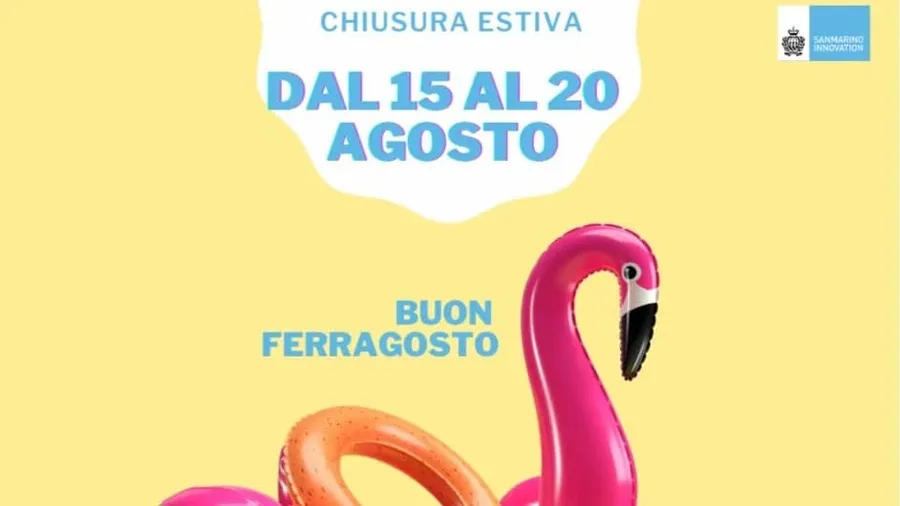 CHIUSURA ESTIVA
SANMARINO
INNOVATION
DAL 15 AL 20
AGOSTO
BUON
FERRAGOSTO